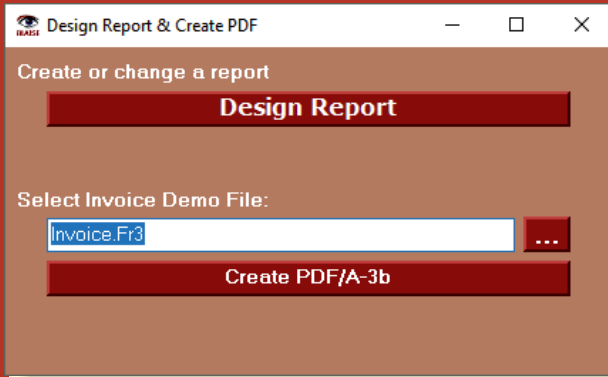 Design Report & Create PDF
Create or change a report
Design Report
Select Invoice Demo File:
Invoice.Fr3
...
Create PDF/A-3b